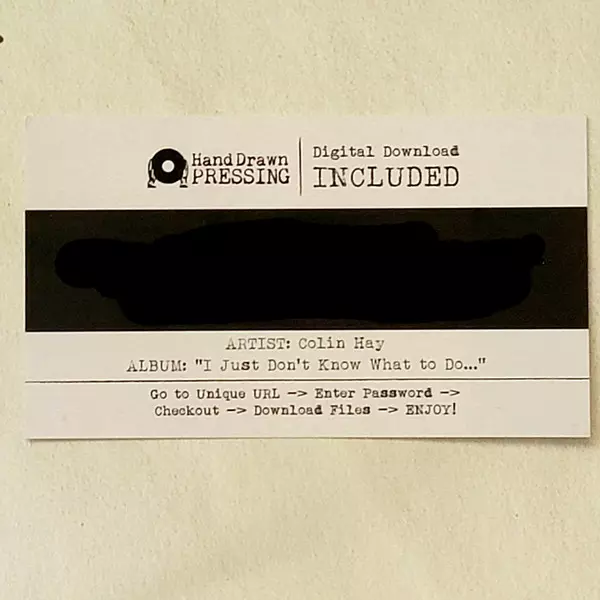 Hand Drawn
PRESSING
Digital Download
INCLUDED
ARTIST: Colin Hay
ALBUM: "I Just Don't Know What to Do..."
Go to Unique URL —> Enter Password —>
Checkout —> Download Files —> ENJOY!